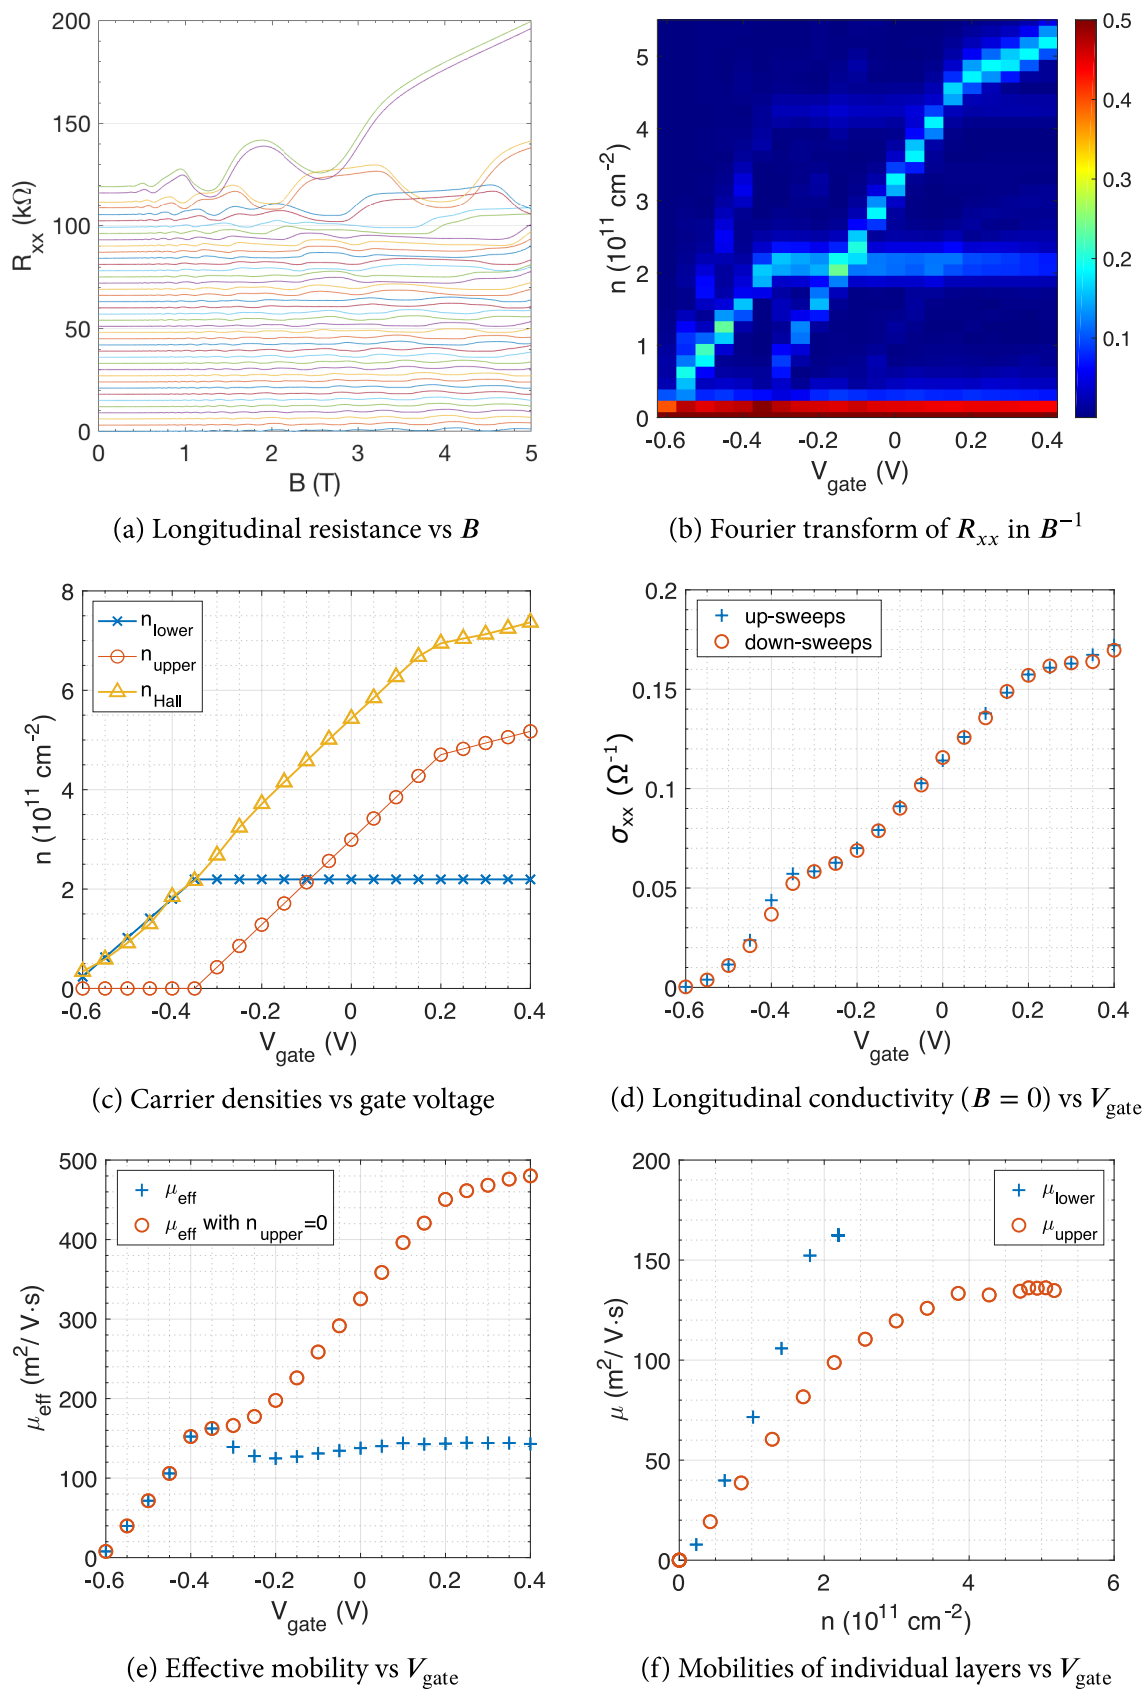 200
150
100
50
0
R_xx (kΩ)
0 1 2 3 4 5
B (T)
(a) Longitudinal resistance vs B
5
4
3
2
1
0
n (10^11 cm^-2)
-0.6 -0.4 -0.2 0 0.2 0.4
V_gate (V)
0.5
0.4
0.3
0.2
0.1
(b) Fourier transform of R_xx in B^−1
8
6
4
2
0
n (10^11 cm^-2)
n_lower
n_upper
n_Hall
-0.6 -0.4 -0.2 0 0.2 0.4
V_gate (V)
(c) Carrier densities vs gate voltage
0.2
0.15
0.1
0.05
0
σ_xx (Ω^-1)
up-sweeps
down-sweeps
-0.6 -0.4 -0.2 0 0.2 0.4
V_gate (V)
(d) Longitudinal conductivity (B = 0) vs V_gate
500
400
300
200
100
0
μ_eff (m^2/ V·s)
μ_eff
μ_eff with n_upper=0
-0.6 -0.4 -0.2 0 0.2 0.4
V_gate (V)
(e) Effective mobility vs V_gate
200
150
100
50
0
μ (m^2/ V·s)
μ_lower
μ_upper
0 2 4 6
n (10^11 cm^-2)
(f) Mobilities of individual layers vs V_gate